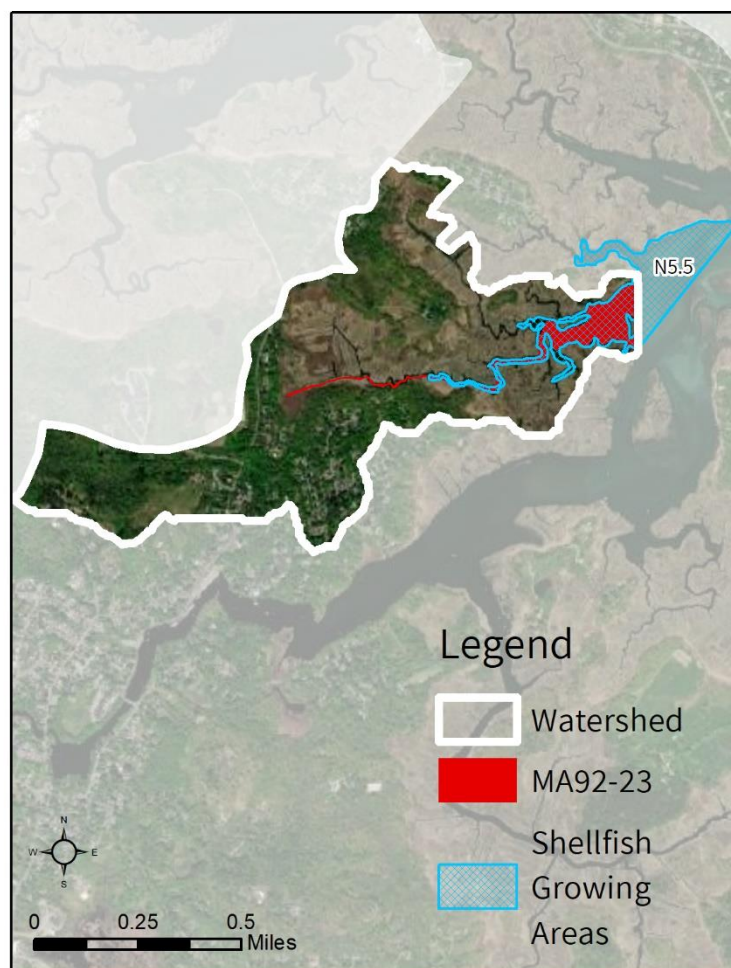 N5.5
Legend
Watershed
MA92-23
Shellfish
Growing
Areas
N
W E
S
0 0.25 0.5
Miles